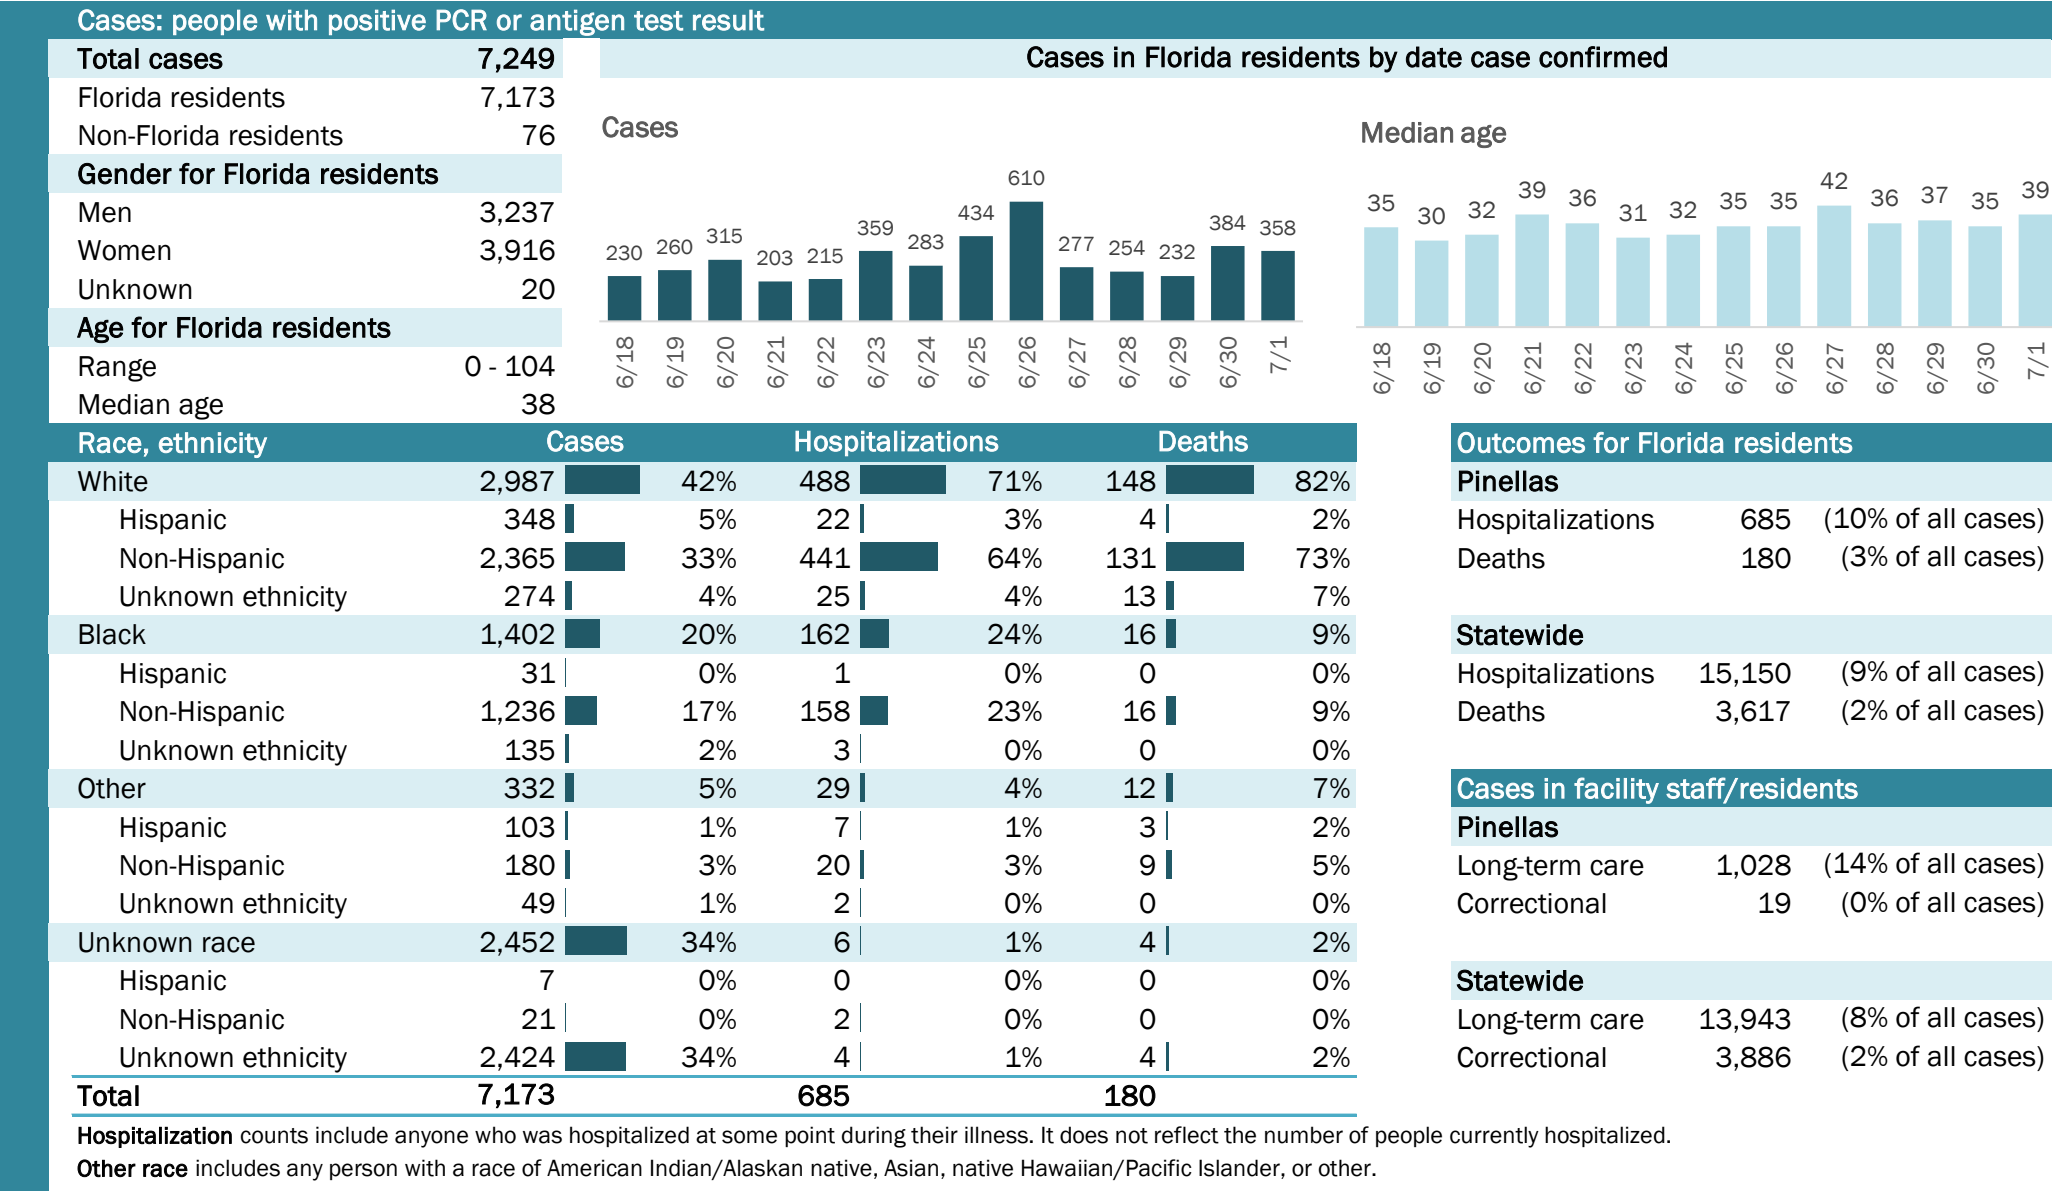 Cases: people with positive PCR or antigen test result
Total cases 7,249
Florida residents 7,173
Non-Florida residents 76
Gender for Florida residents
Men 3,237
Women 3,916
Unknown 20
Age for Florida residents
Range 0 - 104
Median age 38
Cases in Florida residents by date case confirmed
Cases
230 260 315 203 215 359 283 434 610 277 254 232 384 358
6/18 6/19 6/20 6/21 6/22 6/23 6/24 6/25 6/26 6/27 6/28 6/29 6/30 7/1
Median age
35 30 32 39 36 31 32 35 35 42 36 37 35 39
6/18 6/19 6/20 6/21 6/22 6/23 6/24 6/25 6/26 6/27 6/28 6/29 6/30 7/1
Race, ethnicity Cases Hospitalizations Deaths
White 2,987 42% 488 71% 148 82%
Hispanic 348 5% 22 3% 4 2%
Non-Hispanic 2,365 33% 441 64% 131 73%
Unknown ethnicity 274 4% 25 4% 13 7%
Black 1,402 20% 162 24% 16 9%
Hispanic 31 0% 1 0% 0 0%
Non-Hispanic 1,236 17% 158 23% 16 9%
Unknown ethnicity 135 2% 3 0% 0 0%
Other 332 5% 29 4% 12 7%
Hispanic 103 1% 7 1% 3 2%
Non-Hispanic 180 3% 20 3% 9 5%
Unknown ethnicity 49 1% 2 0% 0 0%
Unknown race 2,452 34% 6 1% 4 2%
Hispanic 7 0% 0 0% 0 0%
Non-Hispanic 21 0% 2 0% 0 0%
Unknown ethnicity 2,424 34% 4 1% 4 2%
Total 7,173 685 180
Outcomes for Florida residents
Pinellas
Hospitalizations 685 (10% of all cases)
Deaths 180 (3% of all cases)
Statewide
Hospitalizations 15,150 (9% of all cases)
Deaths 3,617 (2% of all cases)
Cases in facility staff/residents
Pinellas
Long-term care 1,028 (14% of all cases)
Correctional 19 (0% of all cases)
Statewide
Long-term care 13,943 (8% of all cases)
Correctional 3,886 (2% of all cases)
Hospitalization counts include anyone who was hospitalized at some point during their illness. It does not reflect the number of people currently hospitalized.
Other race includes any person with a race of American Indian/Alaskan native, Asian, native Hawaiian/Pacific Islander, or other.